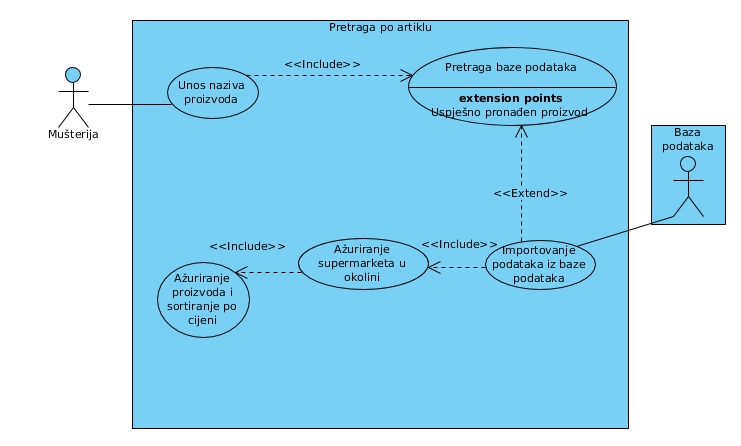 Pretraga po artiklu
<<Include>>
Pretraga baze podataka
Unos naziva
proizvoda
extension points
Uspješno pronađen proizvod
Mušterija
Baza
podataka
<<Extend>>
<<Include>>
Ažuriranje
supermarketa u
okolini
<<Include>>
Importovanje
podataka iz baze
podataka
Ažuriranje
proizvoda i
sortiranje po
cijeni